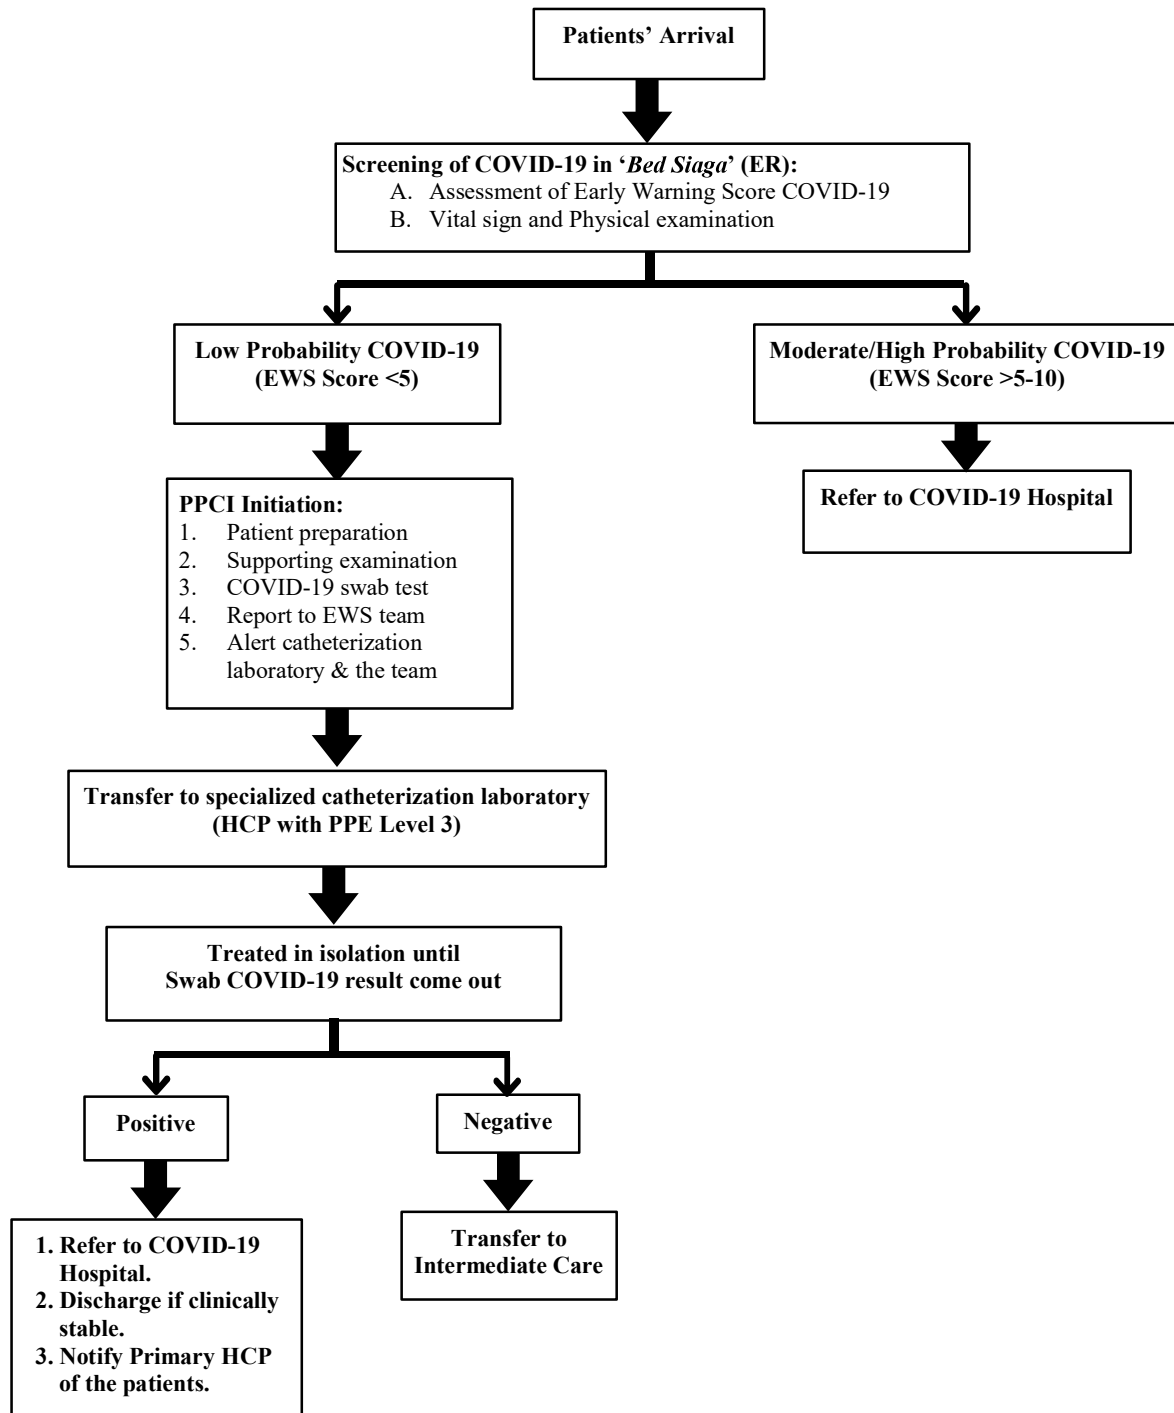 Patients’ Arrival
Screening of COVID-19 in ‘Bed Siaga’ (ER):
A. Assessment of Early Warning Score COVID-19
B. Vital sign and Physical examination
Low Probability COVID-19
(EWS Score <5)
Moderate/High Probability COVID-19
(EWS Score >5-10)
PPCI Initiation:
1. Patient preparation
2. Supporting examination
3. COVID-19 swab test
4. Report to EWS team
5. Alert catheterization
laboratory & the team
Refer to COVID-19 Hospital
Transfer to specialized catheterization laboratory
(HCP with PPE Level 3)
Treated in isolation until
Swab COVID-19 result come out
Positive
Negative
1. Refer to COVID-19
Hospital.
2. Discharge if clinically
stable.
3. Notify Primary HCP
of the patients.
Transfer to
Intermediate Care